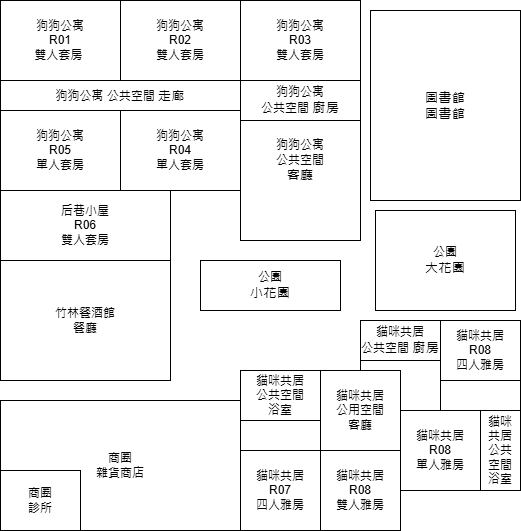 狗狗公寓
R01
雙人套房
狗狗公寓
R02
雙人套房
狗狗公寓
R03
雙人套房
圖書館
圖書館
狗狗公寓 公共空間 走廊
狗狗公寓
公共空間 廚房
狗狗公寓
R05
單人套房
狗狗公寓
R04
單人套房
狗狗公寓
公共空間
客廳
后巷小屋
R06
雙人套房
公園
大花園
公園
小花園
竹林餐酒館
餐廳
貓咪共居
公共空間 廚房
貓咪共居
R08
四人雅房
貓咪共居
公共空間
浴室
貓咪共居
公用空間
客廳
貓咪共居
R08
單人雅房
貓咪
共居
公共
空間
浴室
商圈
雜貨商店
商圈
診所
貓咪共居
R07
四人雅房
貓咪共居
R08
雙人雅房